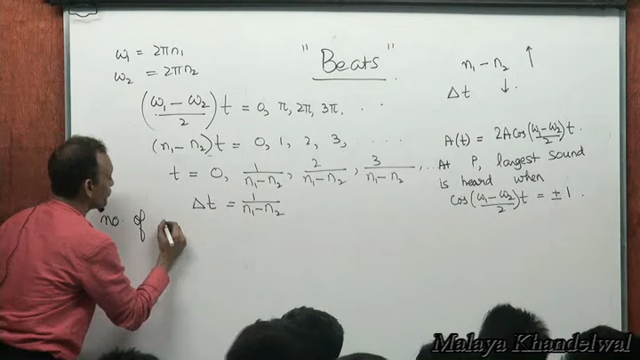 ω₁ = 2πn₁
ω₂ = 2πn₂
"Beats"
((ω₁ − ω₂)/2) t = 0, π, 2π, 3π, . . .
(n₁ − n₂) t = 0, 1, 2, 3, . . . .
t = 0, 1/(n₁−n₂), 2/(n₁−n₂), 3/(n₁−n₂), ...
Δt = 1/(n₁−n₂)
no. of
n₁ − n₂ ↑
Δt ↓
A(t) = 2A cos((ω₁−ω₂)/2) t.
At P, largest sound
is heard when
cos((ω₁−ω₂)/2) t = ± 1.
Malaya Khandelwal